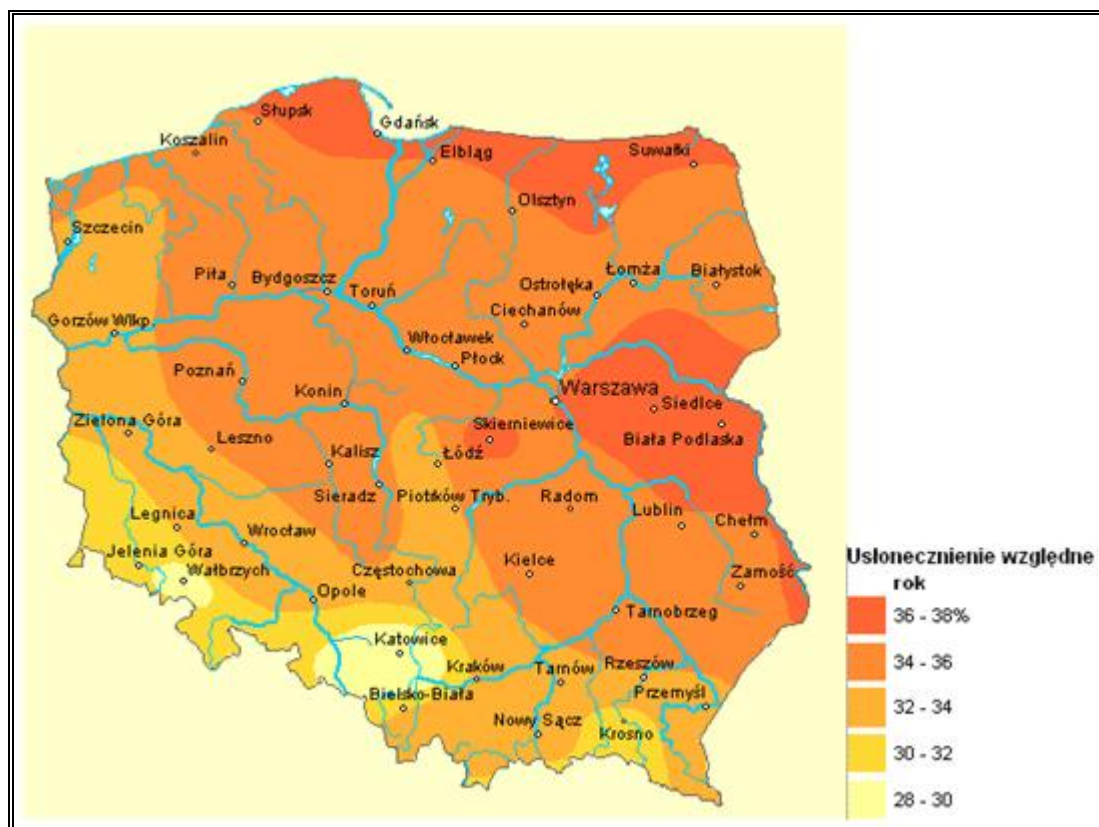 Słupsk
Gdańsk
Koszalin
Elbląg
Suwałki
Olsztyn
Szczecin
Piła
Bydgoszcz
Toruń
Ostrołęka
Łomża
Białystok
Ciechanów
Gorzów Wlkp.
Włocławek
Płock
Poznań
Konin
Warszawa
Siedlce
Zielona Góra
Leszno
Kalisz
Skierniewice
Łódź
Biała Podlaska
Sieradz
Piotrków Tryb.
Radom
Lublin
Chełm
Legnica
Wrocław
Jelenia Góra
Wałbrzych
Opole
Częstochowa
Kielce
Zamość
Tarnobrzeg
Katowice
Kraków
Tarnów
Rzeszów
Przemyśl
Bielsko-Biała
Nowy Sącz
Krosno
Usłonecznienie względne
rok
36 - 38%
34 - 36
32 - 34
30 - 32
28 - 30